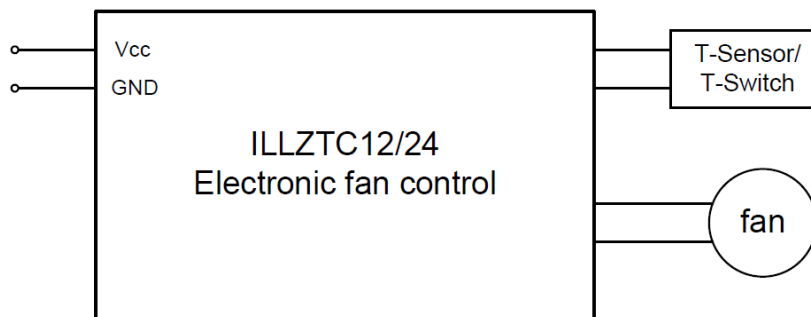 Vcc
GND
ILLZTC12/24
Electronic fan control
T-Sensor/
T-Switch
fan